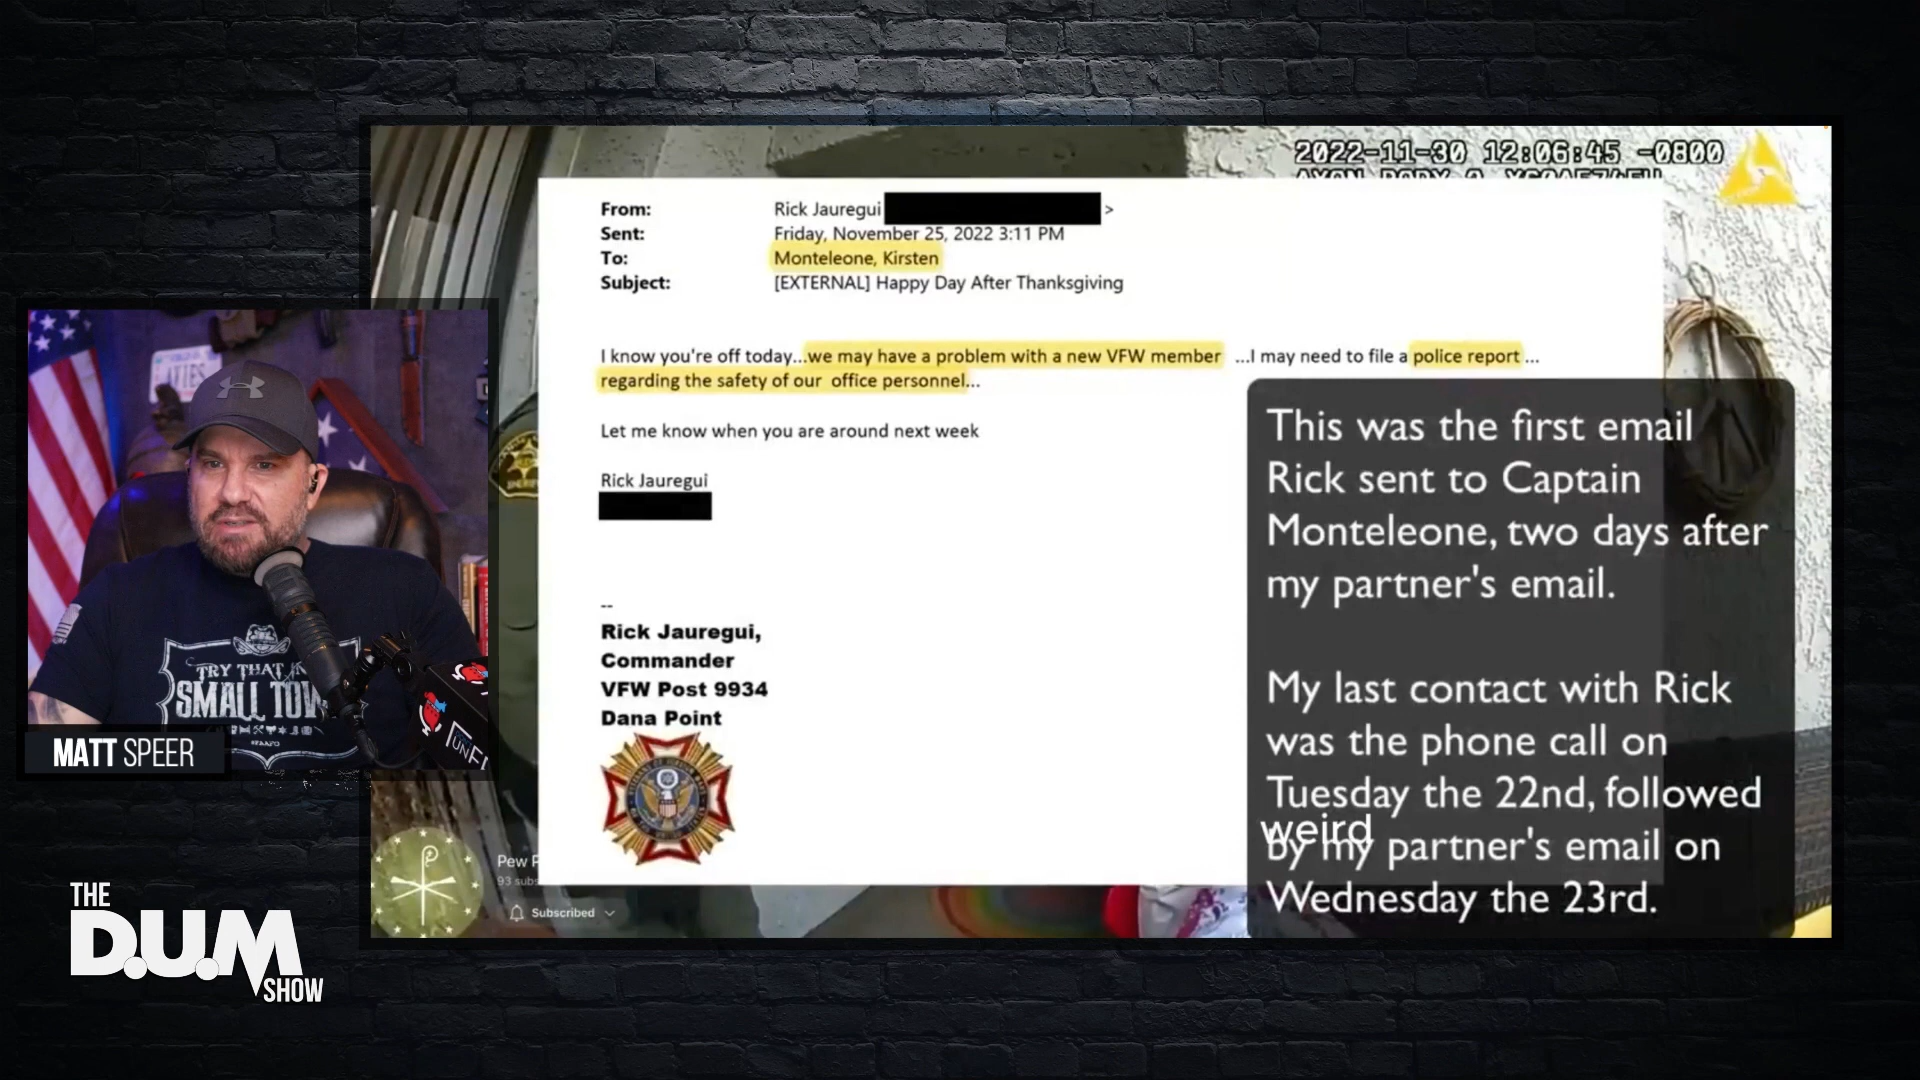 2022-11-30 12:06:45 -0800
From: Rick Jauregui >
Sent: Friday, November 25, 2022 3:11 PM
To: Monteleone, Kirsten
Subject: [EXTERNAL] Happy Day After Thanksgiving
I know you're off today...we may have a problem with a new VFW member ...I may need to file a police report ...
regarding the safety of our office personnel...
Let me know when you are around next week
Rick Jauregui
--
Rick Jauregui,
Commander
VFW Post 9934
Dana Point
This was the first email
Rick sent to Captain
Monteleone, two days after
my partner's email.
My last contact with Rick
was the phone call on
Tuesday the 22nd, followed
weird
by my partner's email on
Wednesday the 23rd.
Pew
93 subs
Subscribed
TRY THAT IN
SMALL TOW
MATT SPEER
THE
D.U.M
SHOW